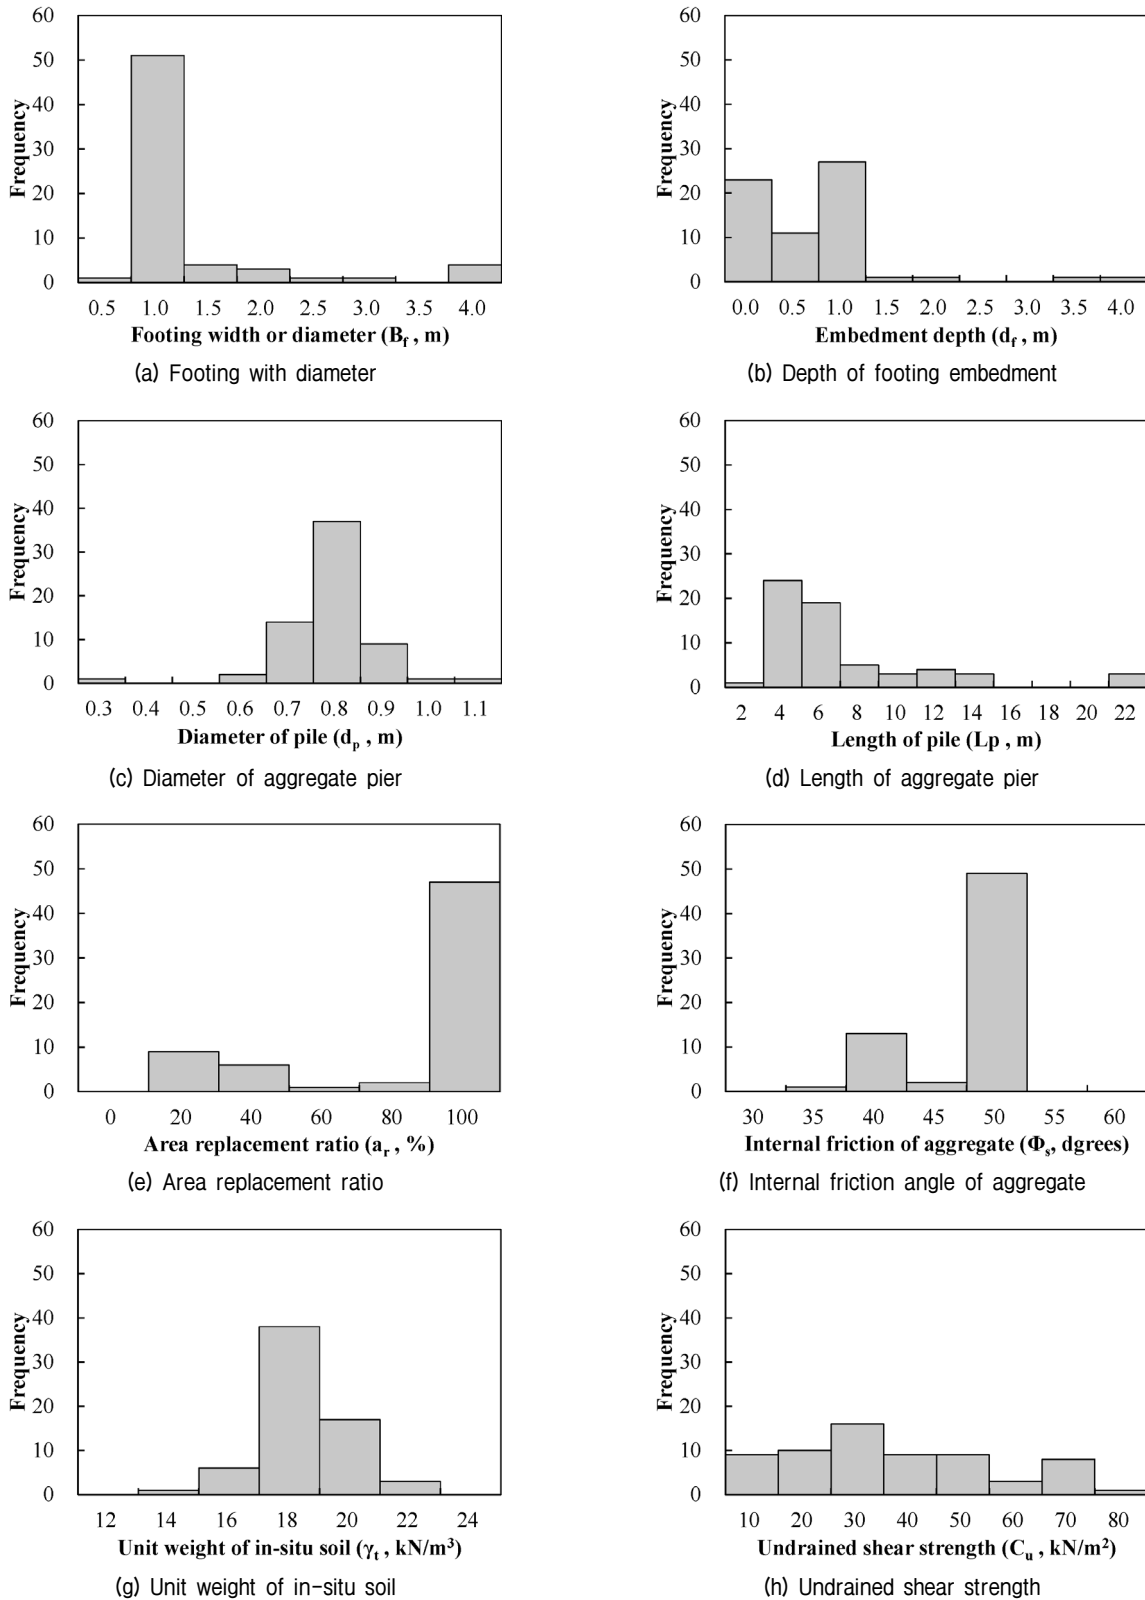 60
50
40
30
20
10
0
Frequency
0.5 1.0 1.5 2.0 2.5 3.0 3.5 4.0
Footing width or diameter (B_f , m)
(a) Footing with diameter
60
50
40
30
20
10
0
Frequency
0.0 0.5 1.0 1.5 2.0 2.5 3.0 3.5 4.0
Embedment depth (d_f , m)
(b) Depth of footing embedment
60
50
40
30
20
10
0
Frequency
0.3 0.4 0.5 0.6 0.7 0.8 0.9 1.0 1.1
Diameter of pile (d_p , m)
(c) Diameter of aggregate pier
60
50
40
30
20
10
0
Frequency
2 4 6 8 10 12 14 16 18 20 22
Length of pile (Lp , m)
(d) Length of aggregate pier
60
50
40
30
20
10
0
Frequency
0 20 40 60 80 100
Area replacement ratio (a_r , %)
(e) Area replacement ratio
60
50
40
30
20
10
0
Frequency
30 35 40 45 50 55 60
Internal friction of aggregate (Φ_s, dgrees)
(f) Internal friction angle of aggregate
60
50
40
30
20
10
0
Frequency
12 14 16 18 20 22 24
Unit weight of in-situ soil (γ_t , kN/m³)
(g) Unit weight of in-situ soil
60
50
40
30
20
10
0
Frequency
10 20 30 40 50 60 70 80
Undrained shear strength (C_u , kN/m²)
(h) Undrained shear strength